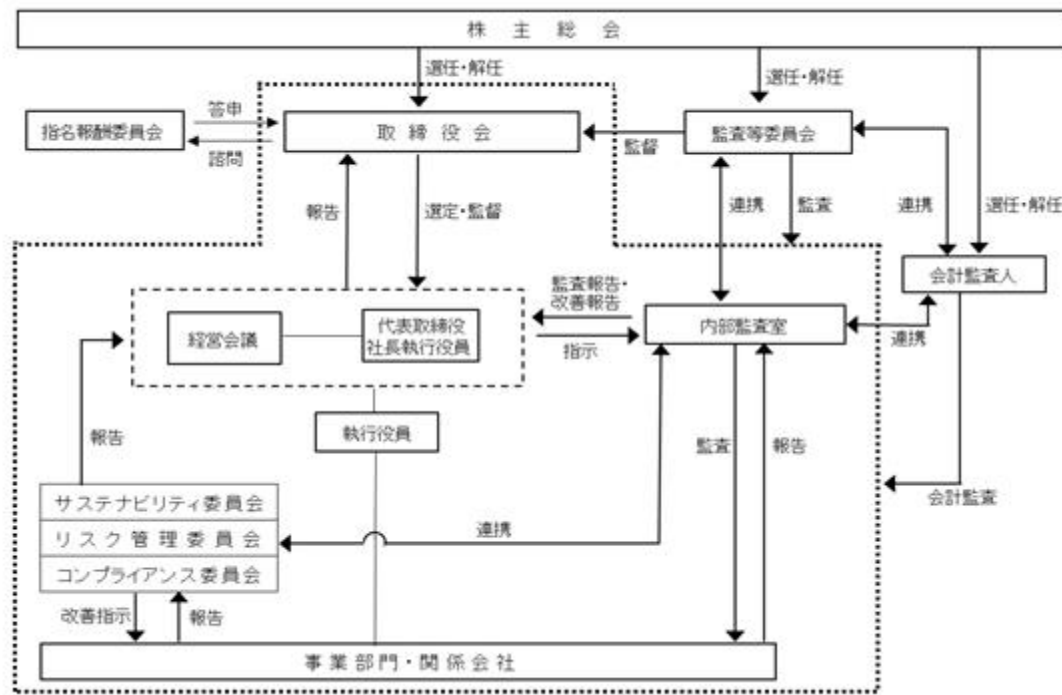 株主総会
選任・解任
選任・解任
答申
指名報酬委員会
取締役会
監査等委員会
監督
諮問
報告
選定・監督
連携
監査
連携
選任・解任
会計監査人
監査報告・
改善報告
経営会議
代表取締役
社長執行役員
内部監査室
指示
連携
執行役員
報告
監査
報告
サステナビリティ委員会
会計監査
リスク管理委員会
連携
コンプライアンス委員会
改善指示
報告
事業部門・関係会社